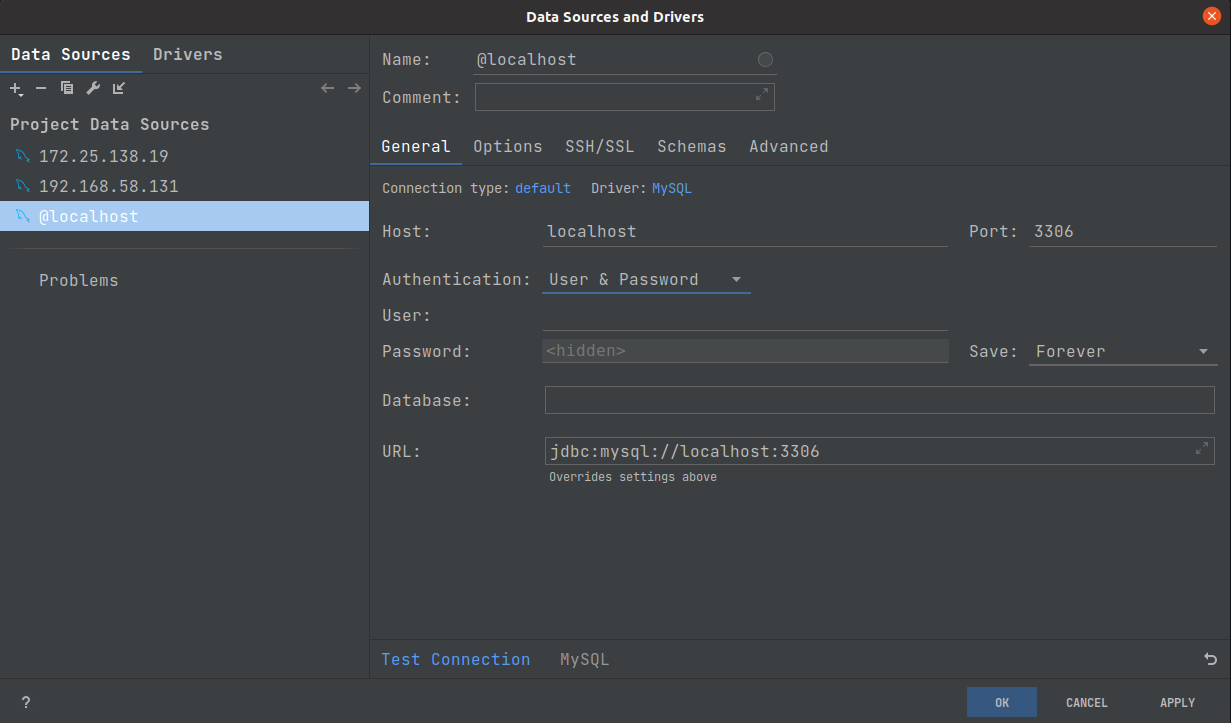 Data Sources and Drivers
Data Sources Drivers
Project Data Sources
172.25.138.19
192.168.58.131
@localhost
Problems
Name: @localhost
Comment:
General Options SSH/SSL Schemas Advanced
Connection type: default Driver: MySQL
Host: localhost Port: 3306
Authentication: User & Password
User:
Password: <hidden> Save: Forever
Database:
URL: jdbc:mysql://localhost:3306
Overrides settings above
Test Connection MySQL
? OK CANCEL APPLY